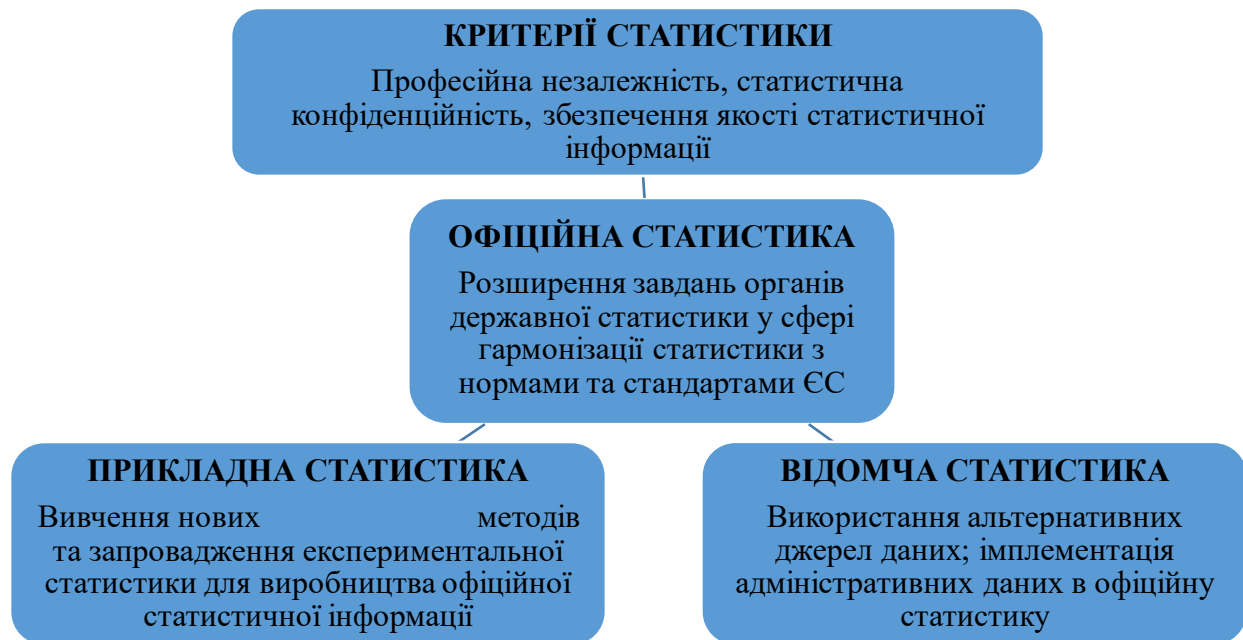 КРИТЕРІЇ СТАТИСТИКИ
Професійна незалежність, статистична
конфіденційність, збезпечення якості статистичної
інформації
ОФІЦІЙНА СТАТИСТИКА
Розширення завдань органів
державної статистики у сфері
гармонізації статистики з
нормами та стандартами ЄС
ПРИКЛАДНА СТАТИСТИКА
Вивчення нових методів
та запровадження експериментальної
статистики для виробництва офіційної
статистичної інформації
ВІДОМЧА СТАТИСТИКА
Використання альтернативних
джерел даних; імплементація
адміністративних даних в офіційну
статистику